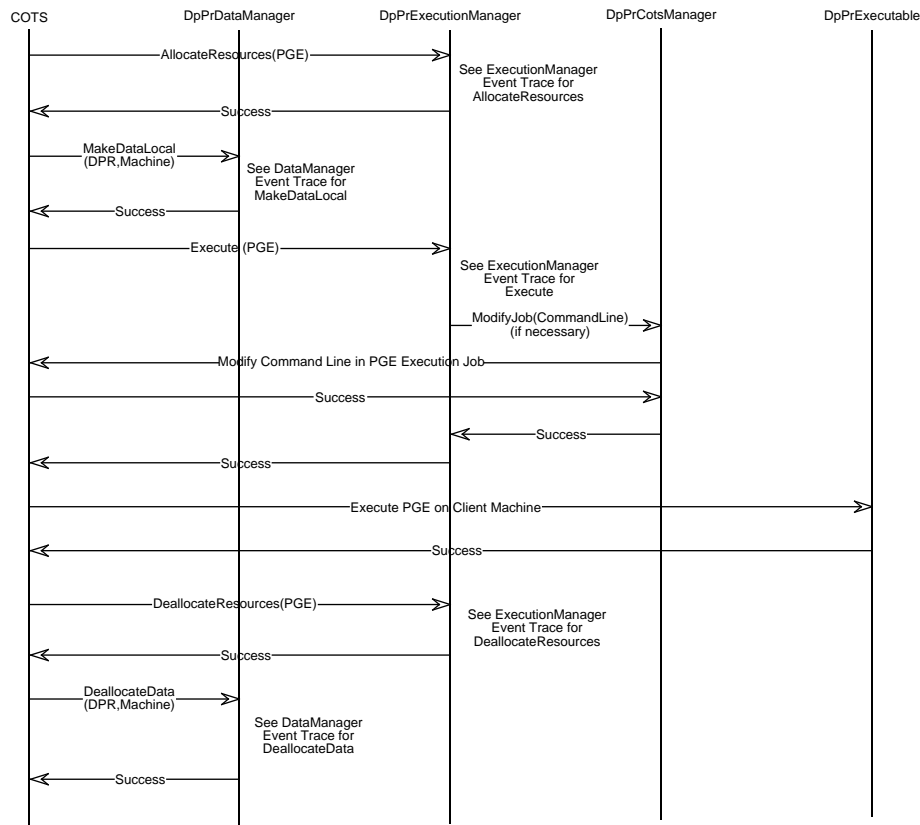 COTS
DpPrDataManager
DpPrExecutionManager
DpPrCotsManager
DpPrExecutable
AllocateResources(PGE)
See ExecutionManager
Event Trace for
AllocateResources
Success
MakeDataLocal
(DPR,Machine)
See DataManager
Event Trace for
MakeDataLocal
Success
Execute (PGE)
See ExecutionManager
Event Trace for
Execute
ModifyJob(CommandLine)
(if necessary)
Modify Command Line in PGE Execution Job
Success
Success
Success
Execute PGE on Client Machine
Success
DeallocateResources(PGE)
See ExecutionManager
Event Trace for
DeallocateResources
Success
DeallocateData
(DPR,Machine)
See DataManager
Event Trace for
DeallocateData
Success